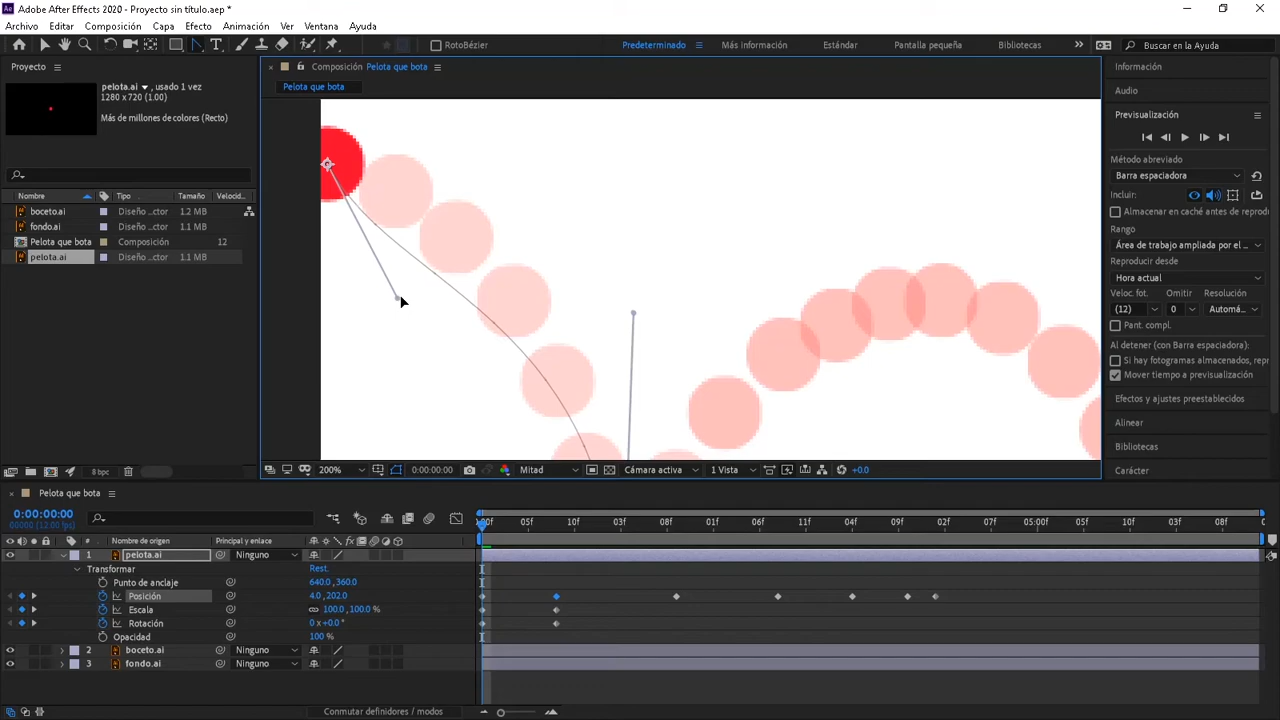 Adobe After Effects 2020 - Proyecto sin título.aep *
Archivo Editar Composición Capa Efecto Animación Ver Ventana Ayuda
RotoBézier Predeterminado Más información Estándar Pantalla pequeña Bibliotecas Buscar en la Ayuda
Proyecto
pelota.ai , usado 1 vez
1280 x 720 (1.00)
Más de millones de colores (Recto)
Nombre Tipo Tamaño Velocid..
boceto.ai Diseño ...ctor 1.2 MB
fondo.ai Diseño ...ctor 1.1 MB
Pelota que bota Composición 12
pelota.ai Diseño ...ctor 1.1 MB
8 bpc
Composición Pelota que bota
Pelota que bota
200% 0:00:00:00 Mitad Cámara activa 1 Vista +0.0
Información
Audio
Previsualización
Método abreviado
Barra espaciadora
Incluir:
Almacenar en caché antes de reprod
Rango
Área de trabajo ampliada por el ...
Reproducir desde
Hora actual
Veloc. fot. Omitir Resolución
(12) 0 Automá...
Pant. compl.
Al detener (con Barra espaciadora):
Si hay fotogramas almacenados, repr
Mover tiempo a previsualización
Efectos y ajustes preestablecidos
Alinear
Bibliotecas
Carácter
Pelota que bota
0:00:00:00
00000 (12.00 fps)
# Nombre de origen Principal y enlace
:00f 05f 10f 03f 08f 01f 06f 11f 04f 09f 02f 07f 05:00f 05f 10f 03f 08f
1 pelota.ai Ninguno
Transformar Rest.
Punto de anclaje 640.0,360.0
Posición 4.0,202.0
Escala 100.0,100.0 %
Rotación 0 x+0.0 °
Opacidad 100 %
2 boceto.ai Ninguno
3 fondo.ai Ninguno
Conmutar definidores / modos